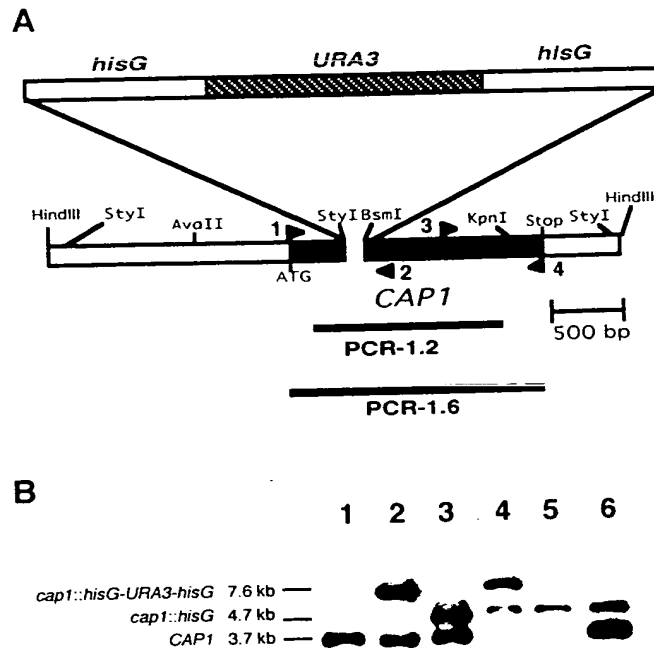 A
hisG URA3 hisG
HindIII StyI AvaII 1 StyI BsmI 3 KpnI Stop StyI HindIII
ATG 2 4
CAP1
500 bp
PCR-1.2
PCR-1.6
B
1 2 3 4 5 6
cap1::hisG-URA3-hisG 7.6 kb
cap1::hisG 4.7 kb
CAP1 3.7 kb